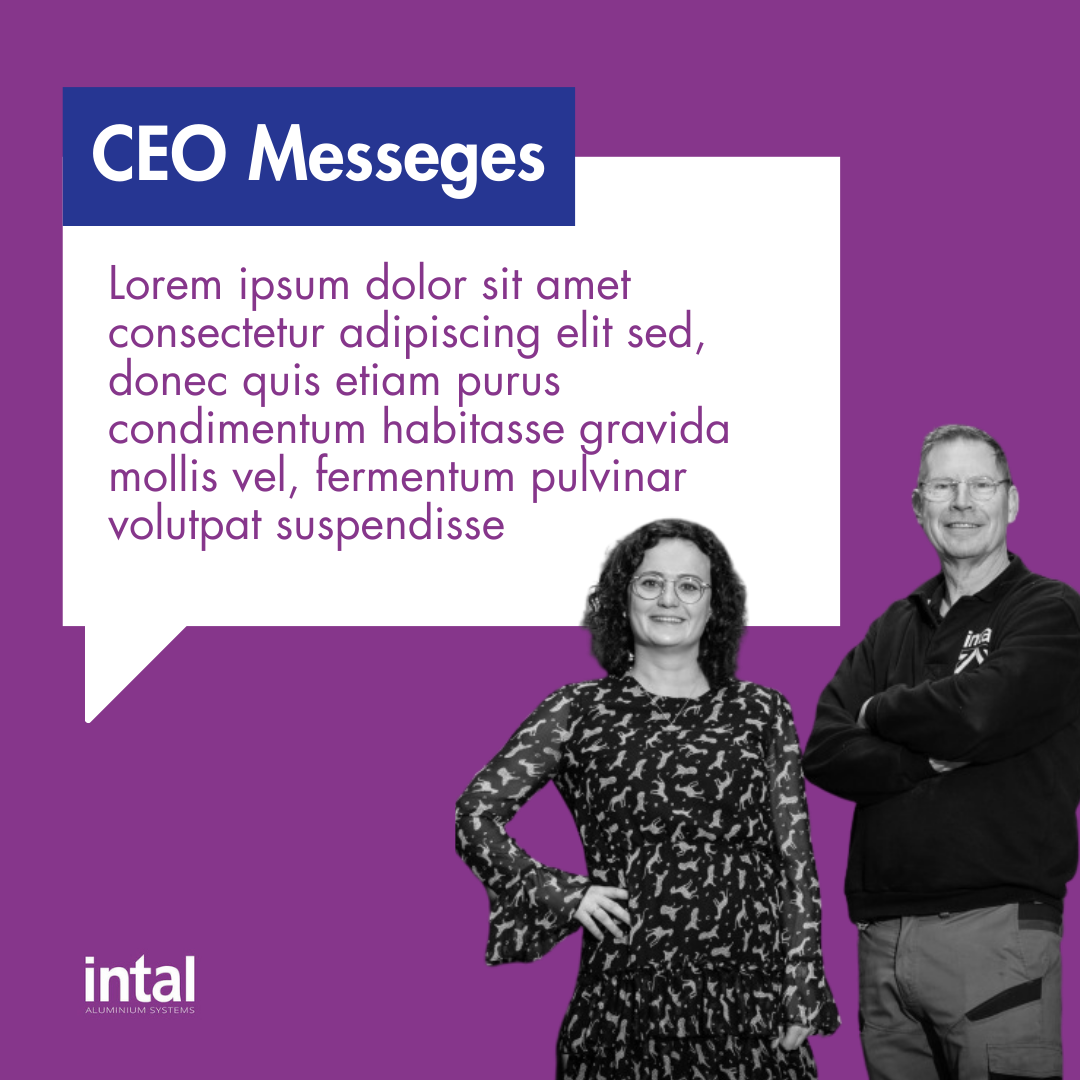 CEO Messeges
Lorem ipsum dolor sit amet
consectetur adipiscing elit sed,
donec quis etiam purus
condimentum habitasse gravida
mollis vel, fermentum pulvinar
volutpat suspendisse
intal
intal
ALUMINIUM SYSTEMS